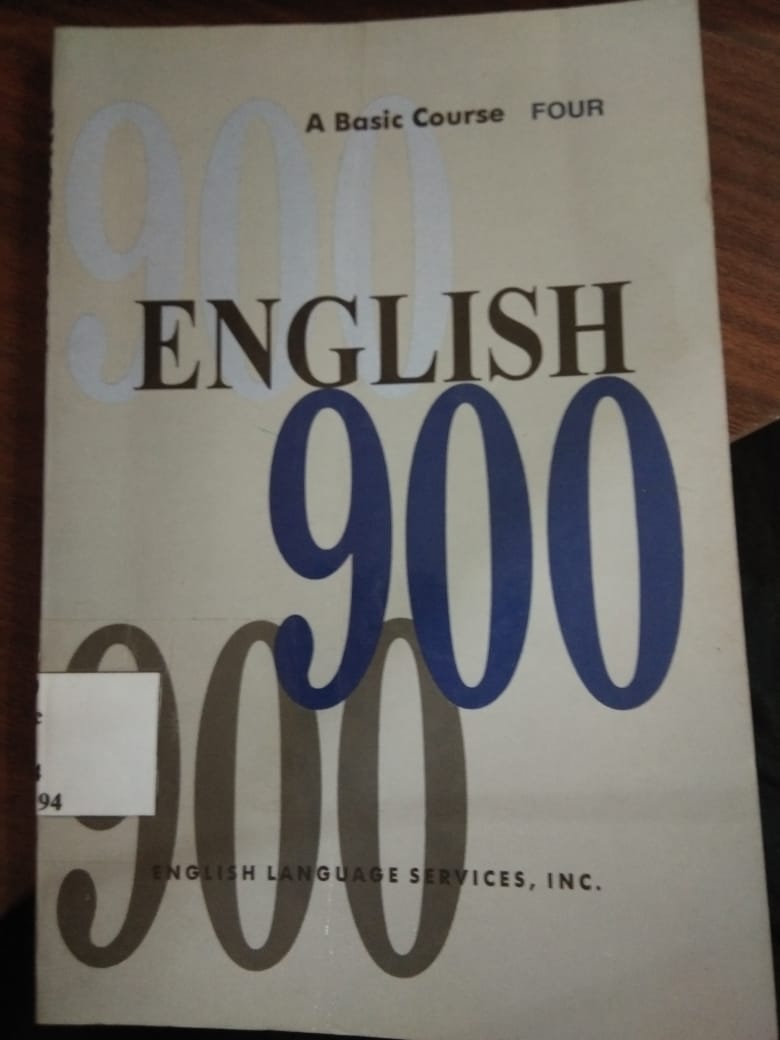 900
A Basic Course FOUR
ENGLISH
900
900
94
ENGLISH LANGUAGE SERVICES, INC.